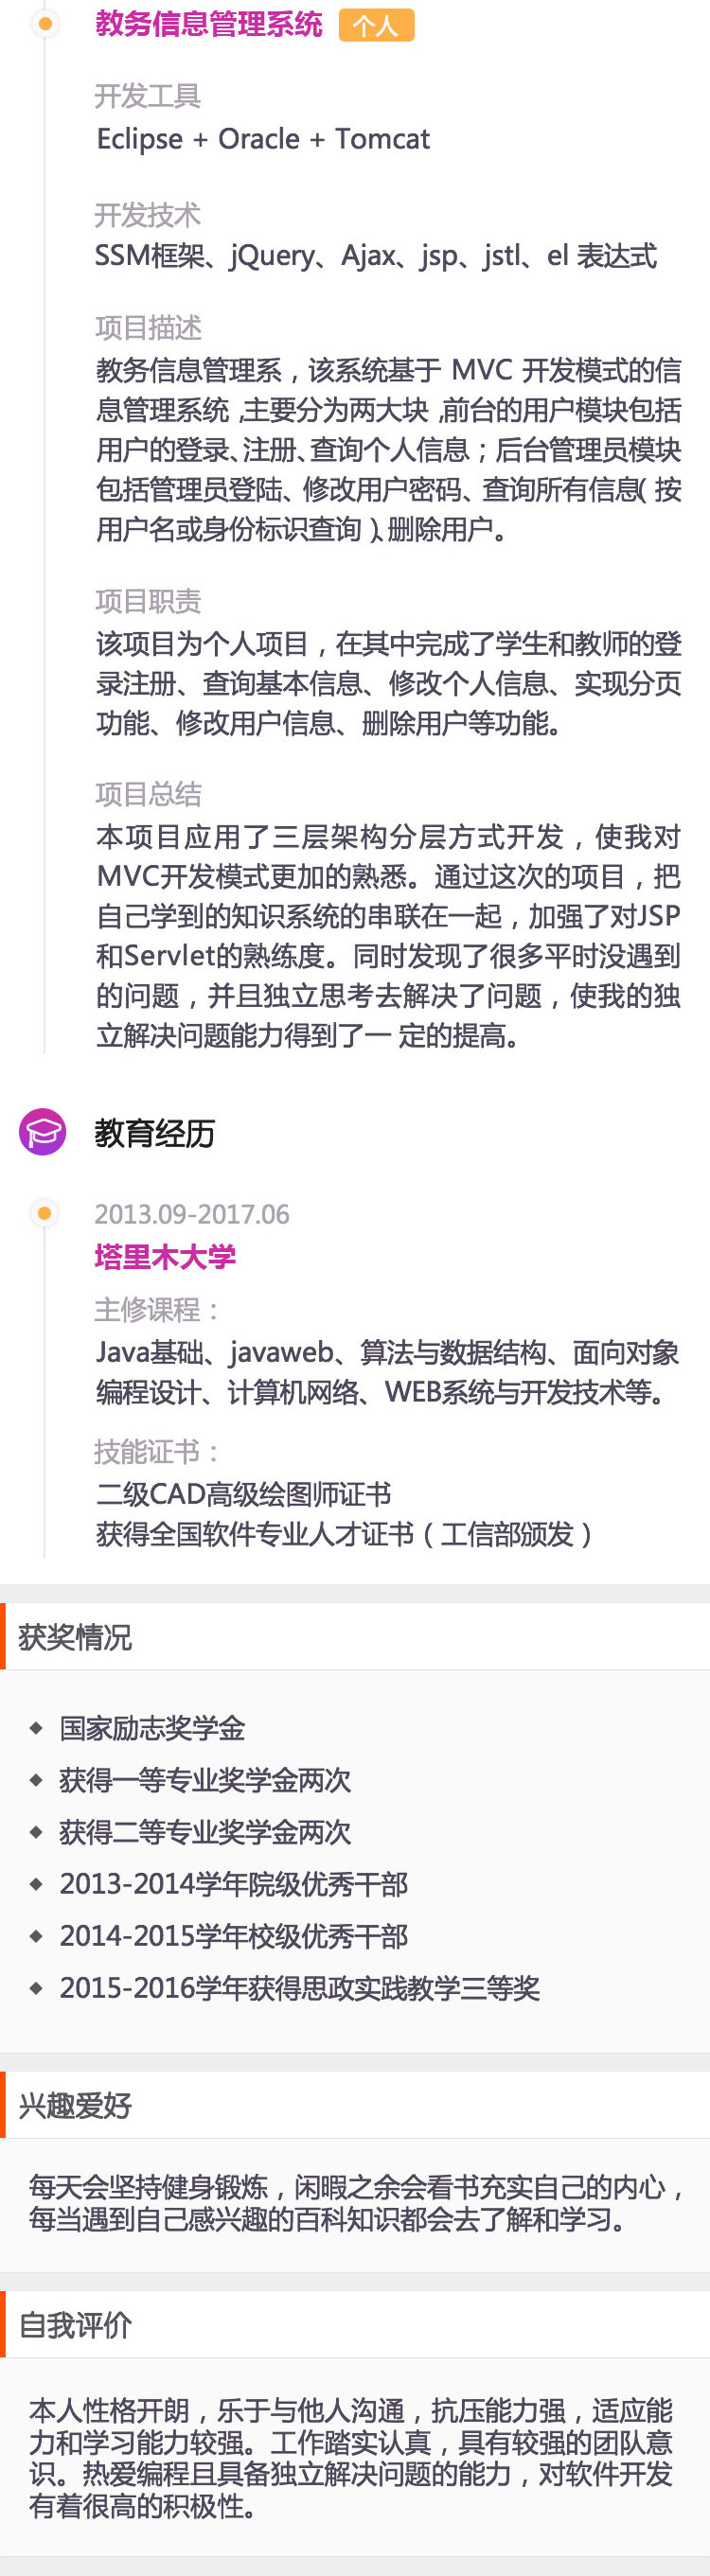 教务信息管理系统 个人
开发工具
Eclipse + Oracle + Tomcat
开发技术
SSM框架、jQuery、Ajax、jsp、jstl、el 表达式
项目描述
教务信息管理系，该系统基于 MVC 开发模式的信
息管理系统，主要分为两大块，前台的用户模块包括
用户的登录、注册、查询个人信息；后台管理员模块
包括管理员登陆、修改用户密码、查询所有信息（按
用户名或身份标识查询）、删除用户。
项目职责
该项目为个人项目，在其中完成了学生和教师的登
录注册、查询基本信息、修改个人信息、实现分页
功能、修改用户信息、删除用户等功能。
项目总结
本项目应用了三层架构分层方式开发，使我对
MVC开发模式更加的熟悉。通过这次的项目，把
自己学到的知识系统的串联在一起，加强了对JSP
和Servlet的熟练度。同时发现了很多平时没遇到
的问题，并且独立思考去解决了问题，使我的独
立解决问题能力得到了一 定的提高。
教育经历
2013.09-2017.06
塔里木大学
主修课程：
Java基础、javaweb、算法与数据结构、面向对象
编程设计、计算机网络、WEB系统与开发技术等。
技能证书：
二级CAD高级绘图师证书
获得全国软件专业人才证书（工信部颁发）
获奖情况
◆ 国家励志奖学金
◆ 获得一等专业奖学金两次
◆ 获得二等专业奖学金两次
◆ 2013-2014学年院级优秀干部
◆ 2014-2015学年校级优秀干部
◆ 2015-2016学年获得思政实践教学三等奖
兴趣爱好
每天会坚持健身锻炼，闲暇之余会看书充实自己的内心，
每当遇到自己感兴趣的百科知识都会去了解和学习。
自我评价
本人性格开朗，乐于与他人沟通，抗压能力强，适应能
力和学习能力较强。工作踏实认真，具有较强的团队意
识。热爱编程且具备独立解决问题的能力，对软件开发
有着很高的积极性。